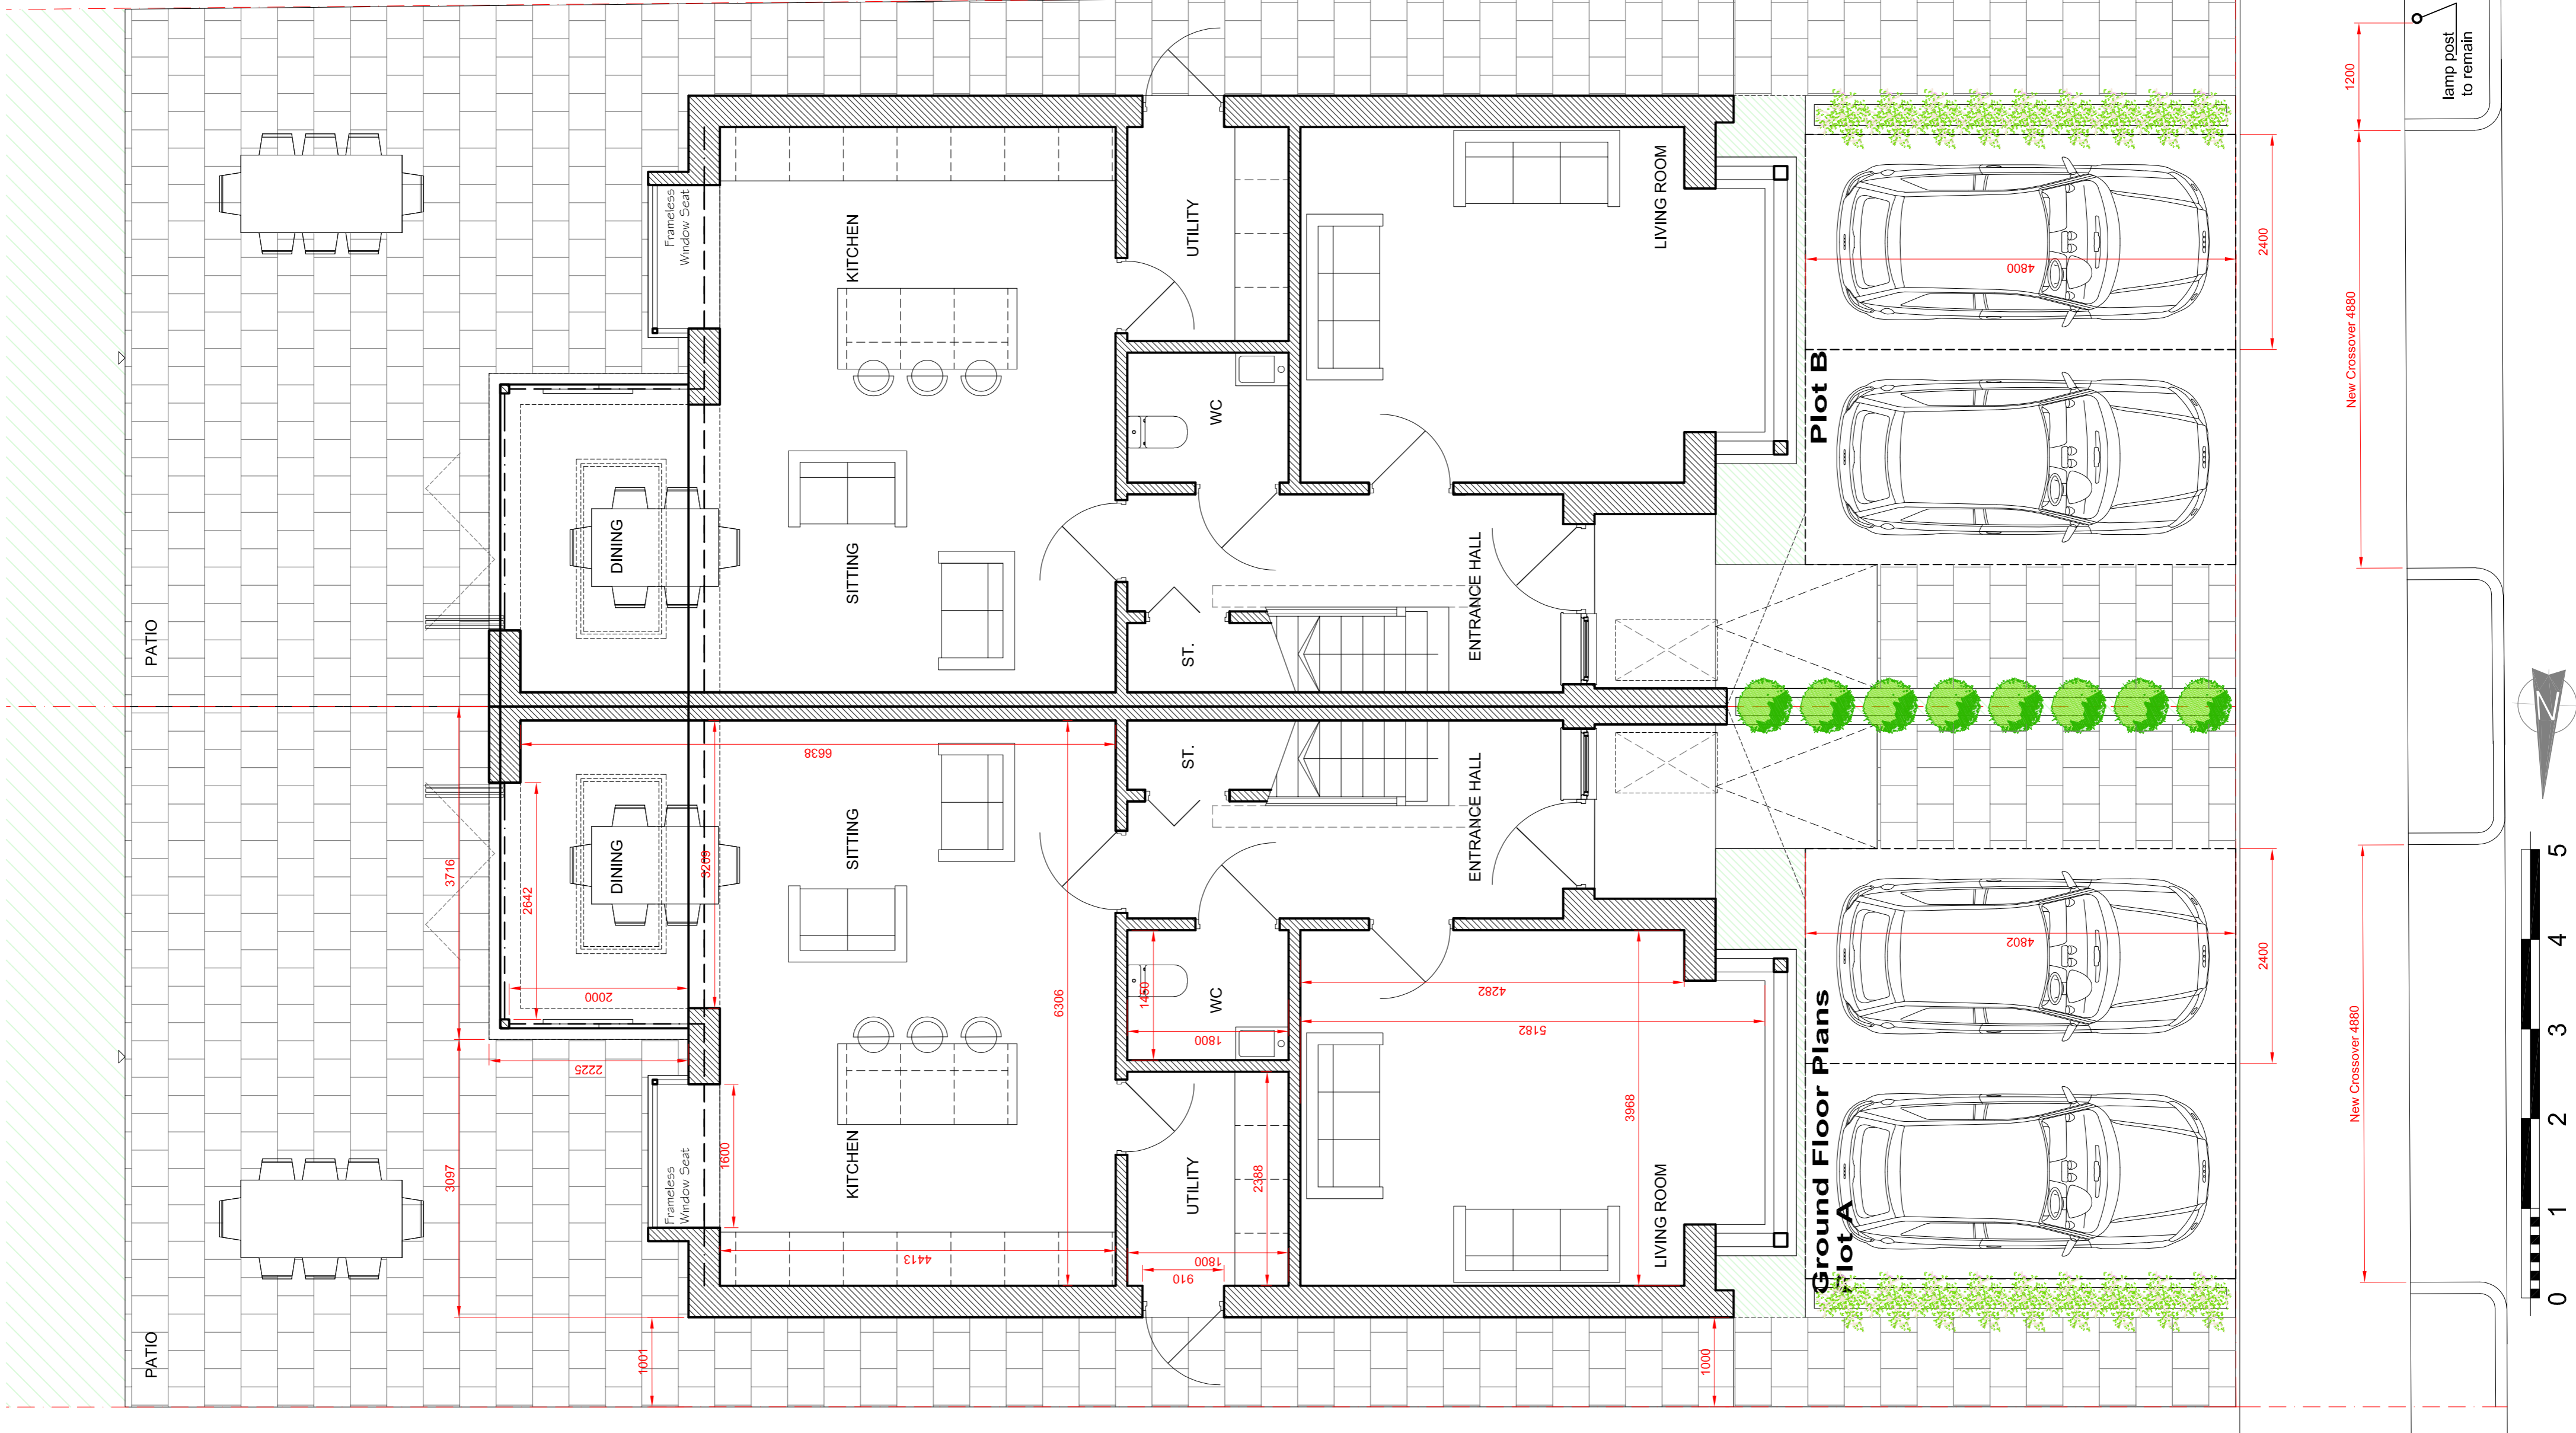 PATIO
PATIO
Frameless
Window Seat
KITCHEN
UTILITY
LIVING ROOM
WC
DINING
SITTING
ST.
ENTRANCE HALL
Plot B
4800
2400
1200
New Crossover 4880
lamp post
to remain
N
3716
2642
DINING
3209
6638
SITTING
ST.
ENTRANCE HALL
2000
2225
6306
1450
WC
1800
4282
5182
3968
4802
2400
3097
Frameless
Window Seat
1600
KITCHEN
4413
UTILITY
2388
1800
910
LIVING ROOM
Ground Floor Plans
Plot A
New Crossover 4880
1001
1000
0 1 2 3 4 5